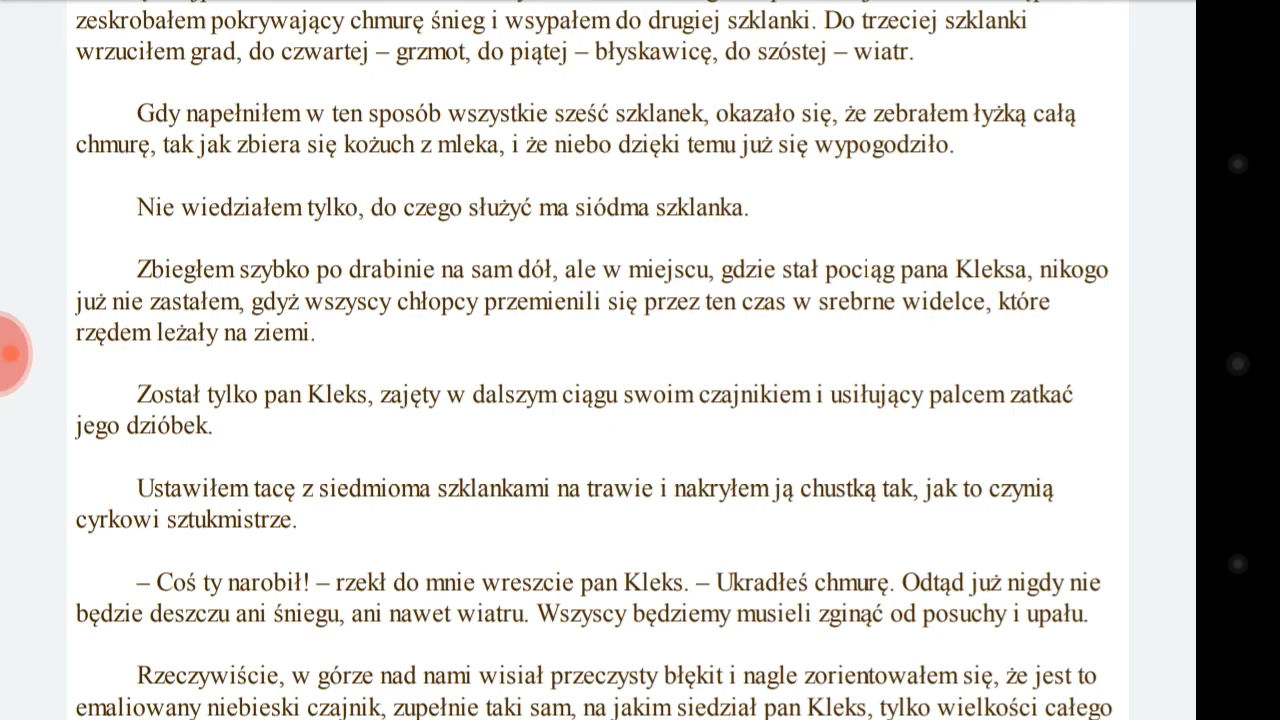 zeskrobałem pokrywający chmurę śnieg i wsypałem do drugiej szklanki. Do trzeciej szklanki
wrzuciłem grad, do czwartej – grzmot, do piątej – błyskawicę, do szóstej – wiatr.
Gdy napełniłem w ten sposób wszystkie sześć szklanek, okazało się, że zebrałem łyżką całą
chmurę, tak jak zbiera się kożuch z mleka, i że niebo dzięki temu już się wypogodziło.
Nie wiedziałem tylko, do czego służyć ma siódma szklanka.
Zbiegłem szybko po drabinie na sam dół, ale w miejscu, gdzie stał pociąg pana Kleksa, nikogo
już nie zastałem, gdyż wszyscy chłopcy przemienili się przez ten czas w srebrne widelce, które
rzędem leżały na ziemi.
Został tylko pan Kleks, zajęty w dalszym ciągu swoim czajnikiem i usiłujący palcem zatkać
jego dzióbek.
Ustawiłem tacę z siedmioma szklankami na trawie i nakryłem ją chustką tak, jak to czynią
cyrkowi sztukmistrze.
– Coś ty narobił! – rzekł do mnie wreszcie pan Kleks. – Ukradłeś chmurę. Odtąd już nigdy nie
będzie deszczu ani śniegu, ani nawet wiatru. Wszyscy będziemy musieli zginąć od posuchy i upału.
Rzeczywiście, w górze nad nami wisiał przeczysty błękit i nagle zorientowałem się, że jest to
emaliowany niebieski czajnik, zupełnie taki sam, na jakim siedział pan Kleks, tylko wielkości całego